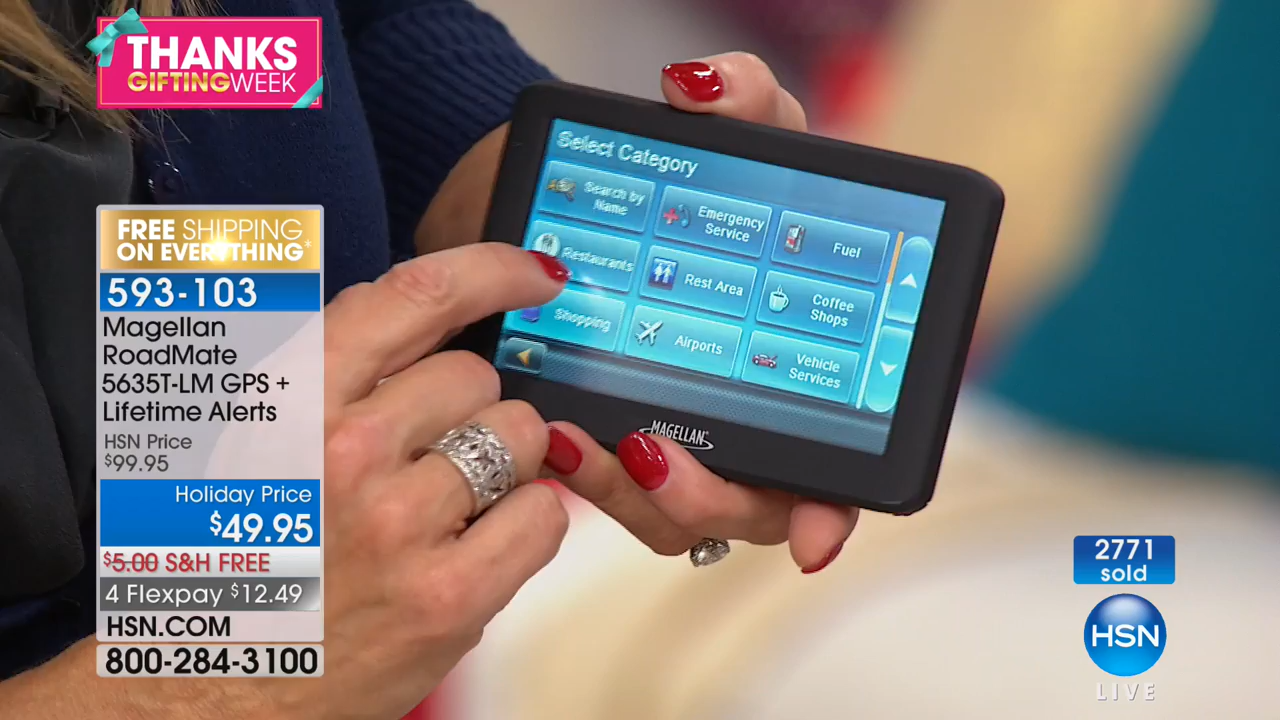 THANKS
GIFTING WEEK
FREE SHIPPING
ON EVERYTHING*
593-103
Magellan
RoadMate
5635T-LM GPS +
Lifetime Alerts
HSN Price
$99.95
Holiday Price
$49.95
$5.00 S&H FREE
4 Flexpay $12.49
HSN.COM
800-284-3100
Select Category
Search by
Name
Emergency
Service
Fuel
Restaurants
Rest Area
Coffee
Shops
Shopping
Airports
Vehicle
Services
MAGELLAN®
2771
sold
HSN
LIVE